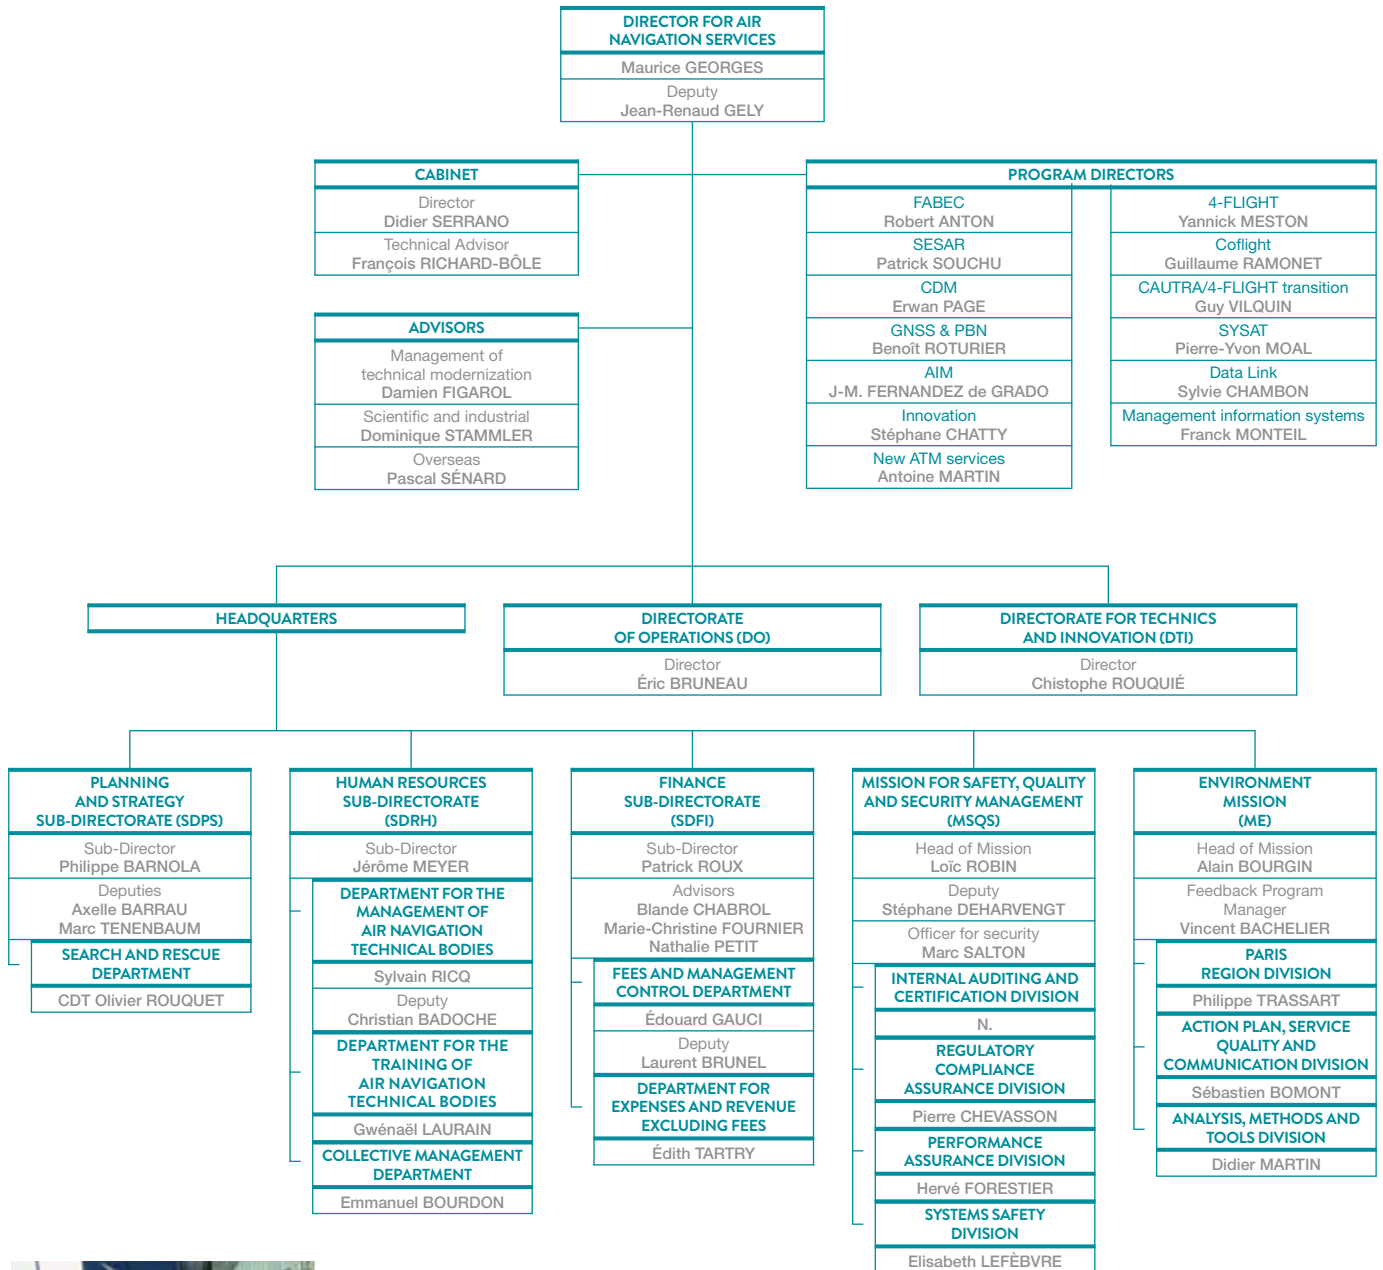 DIRECTOR FOR AIR
NAVIGATION SERVICES
Maurice GEORGES
Deputy
Jean-Renaud GELY
CABINET
Director
Didier SERRANO
Technical Advisor
François RICHARD-BÔLE
ADVISORS
Management of
technical modernization
Damien FIGAROL
Scientific and industrial
Dominique STAMMLER
Overseas
Pascal SÉNARD
PROGRAM DIRECTORS
FABEC
Robert ANTON
SESAR
Patrick SOUCHU
CDM
Erwan PAGE
GNSS & PBN
Benoît ROTURIER
AIM
J-M. FERNANDEZ de GRADO
Innovation
Stéphane CHATTY
New ATM services
Antoine MARTIN
4-FLIGHT
Yannick MESTON
Coflight
Guillaume RAMONET
CAUTRA/4-FLIGHT transition
Guy VILQUIN
SYSAT
Pierre-Yvon MOAL
Data Link
Sylvie CHAMBON
Management information systems
Franck MONTEIL
HEADQUARTERS
DIRECTORATE
OF OPERATIONS (DO)
Director
Éric BRUNEAU
DIRECTORATE FOR TECHNICS
AND INNOVATION (DTI)
Director
Chistophe ROUQUIÉ
PLANNING
AND STRATEGY
SUB-DIRECTORATE (SDPS)
Sub-Director
Philippe BARNOLA
Deputies
Axelle BARRAU
Marc TENENBAUM
SEARCH AND RESCUE
DEPARTMENT
CDT Olivier ROUQUET
HUMAN RESOURCES
SUB-DIRECTORATE
(SDRH)
Sub-Director
Jérôme MEYER
DEPARTMENT FOR THE
MANAGEMENT OF
AIR NAVIGATION
TECHNICAL BODIES
Sylvain RICQ
Deputy
Christian BADOCHE
DEPARTMENT FOR THE
TRAINING OF
AIR NAVIGATION
TECHNICAL BODIES
Gwénaël LAURAIN
COLLECTIVE MANAGEMENT
DEPARTMENT
Emmanuel BOURDON
FINANCE
SUB-DIRECTORATE
(SDFI)
Sub-Director
Patrick ROUX
Advisors
Blande CHABROL
Marie-Christine FOURNIER
Nathalie PETIT
FEES AND MANAGEMENT
CONTROL DEPARTMENT
Édouard GAUCI
Deputy
Laurent BRUNEL
DEPARTMENT FOR
EXPENSES AND REVENUE
EXCLUDING FEES
Édith TARTRY
MISSION FOR SAFETY, QUALITY
AND SECURITY MANAGEMENT
(MSQS)
Head of Mission
Loïc ROBIN
Deputy
Stéphane DEHARVENGT
Officer for security
Marc SALTON
INTERNAL AUDITING AND
CERTIFICATION DIVISION
N.
REGULATORY
COMPLIANCE
ASSURANCE DIVISION
Pierre CHEVASSON
PERFORMANCE
ASSURANCE DIVISION
Hervé FORESTIER
SYSTEMS SAFETY
DIVISION
Elisabeth LEFÈBVRE
ENVIRONMENT
MISSION
(ME)
Head of Mission
Alain BOURGIN
Feedback Program
Manager
Vincent BACHELIER
PARIS
REGION DIVISION
Philippe TRASSART
ACTION PLAN, SERVICE
QUALITY AND
COMMUNICATION DIVISION
Sébastien BOMONT
ANALYSIS, METHODS AND
TOOLS DIVISION
Didier MARTIN